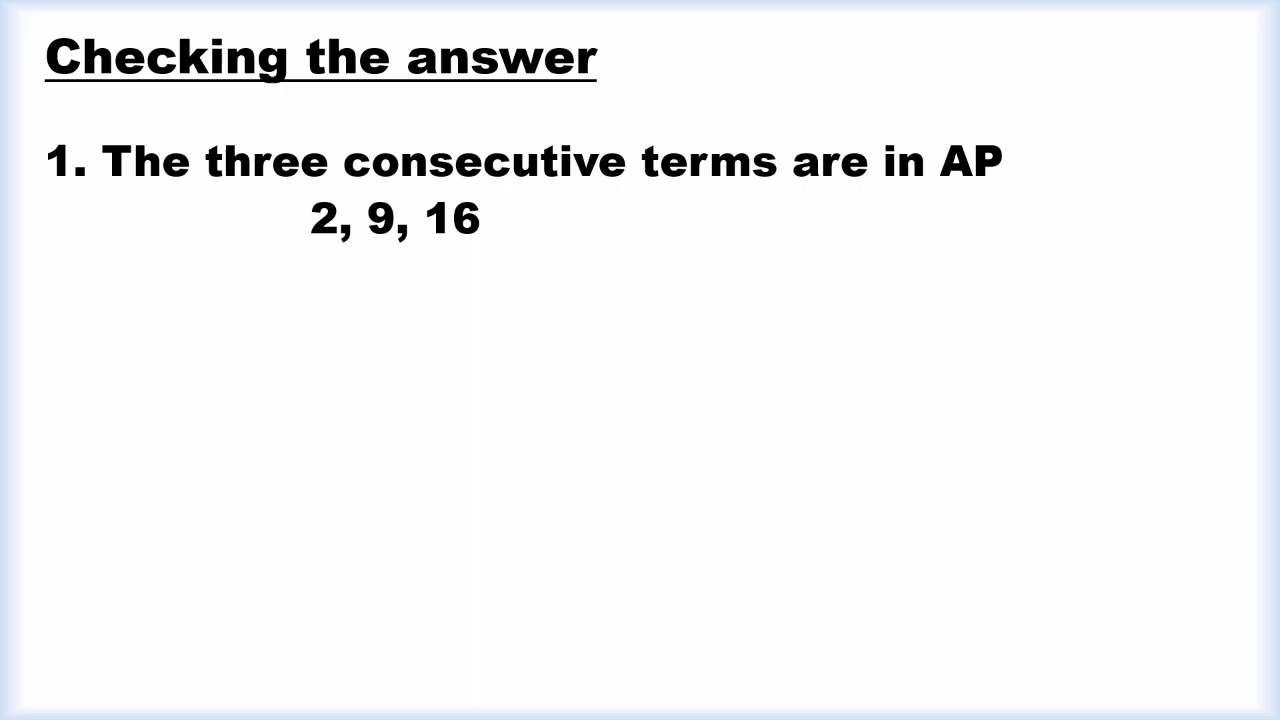 Checking the answer
1. The three consecutive terms are in AP
2, 9, 16